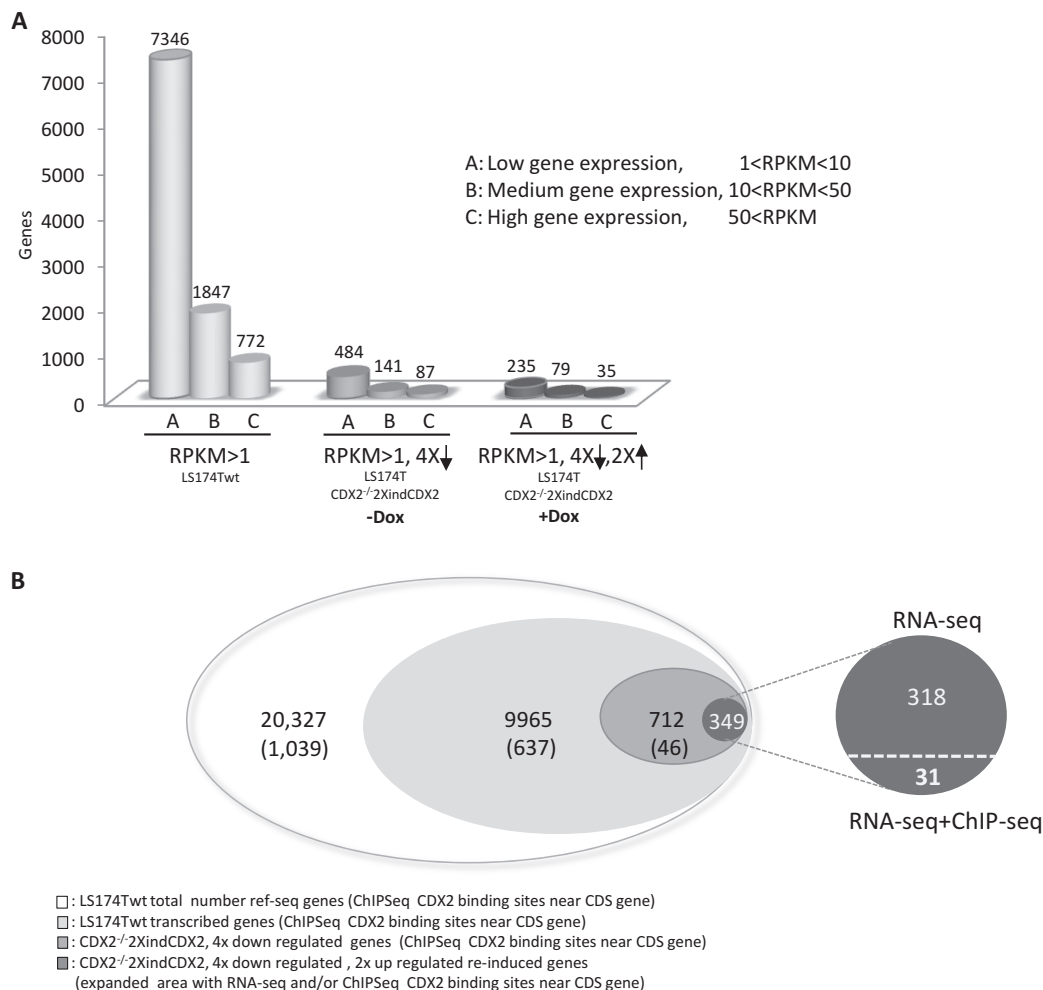 A
8000
7000
6000
5000
4000
3000
2000
1000
0
Genes
7346
1847
772
484
141
87
235
79
35
A: Low gene expression, 1<RPKM<10
B: Medium gene expression, 10<RPKM<50
C: High gene expression, 50<RPKM
A B C A B C A B C
RPKM>1
LS174Twt
RPKM>1, 4X↓
LS174T
CDX2-/-2XindCDX2
-Dox
RPKM>1, 4X↓,2X↑
LS174T
CDX2-/-2XindCDX2
+Dox
B
20,327
(1,039)
9965
(637)
712
(46)
349
RNA-seq
318
31
RNA-seq+ChIP-seq
: LS174Twt total number ref-seq genes (ChIPSeq CDX2 binding sites near CDS gene)
: LS174Twt transcribed genes (ChIPSeq CDX2 binding sites near CDS gene)
: CDX2-/-2XindCDX2, 4x down regulated genes (ChIPSeq CDX2 binding sites near CDS gene)
: CDX2-/-2XindCDX2, 4x down regulated , 2x up regulated re-induced genes
(expanded area with RNA-seq and/or ChIPSeq CDX2 binding sites near CDS gene)